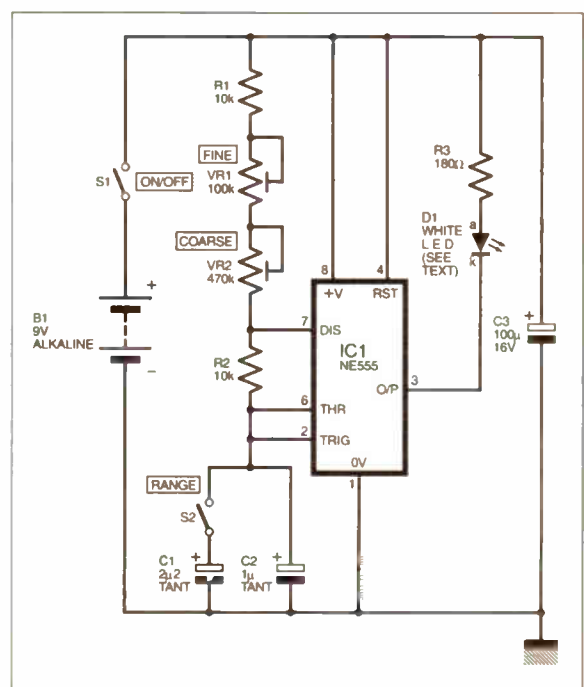 R1
10k
FINE
VR1
100k
S1
ON/OFF
COARSE
VR2
470k
R3
180Ω
D1
WHITE
L E D
(SEE
TEXT)
a
k
8
4
+V
RST
B1
9V
ALKALINE
+
−
7
DIS
IC1
NE555
R2
10k
O/P
3
6
THR
2
TRIG
0V
1
+
C3
100µ
16V
RANGE
S2
C1
2µ2
TANT
+
C2
1µ
TANT
+